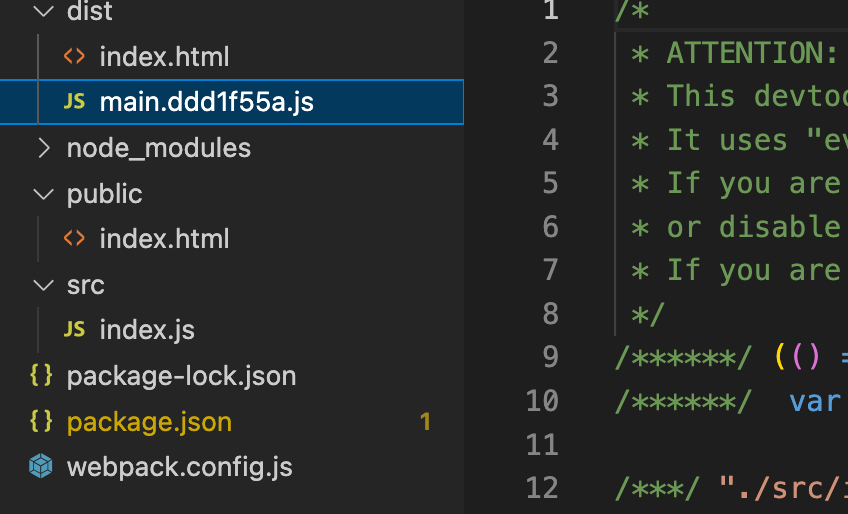 dist
<> index.html
JS main.ddd1f55a.js
node_modules
public
<> index.html
src
JS index.js
{} package-lock.json
{} package.json 1
webpack.config.js
1 /*
2 * ATTENTION:
3 * This
4 * It uses
5 * If you are
6 * or disable
7 * If you are
8 */
9 /******/ (() =
10 /******/ var
11
12 /***/ "./src/